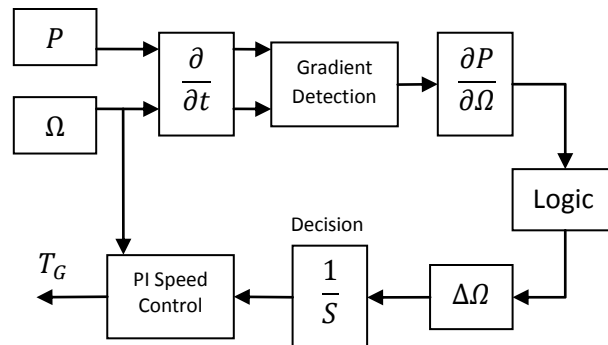 P
∂
∂t
Gradient
Detection
∂P
∂Ω
Ω
Logic
Decision
T_G
PI Speed
Control
1
S
ΔΩ